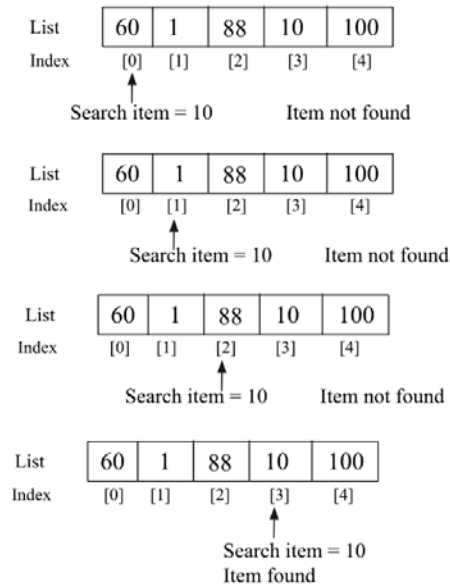 List 60 1 88 10 100
Index [0] [1] [2] [3] [4]
Search item = 10 Item not found
List 60 1 88 10 100
Index [0] [1] [2] [3] [4]
Search item = 10 Item not found
List 60 1 88 10 100
Index [0] [1] [2] [3] [4]
Search item = 10 Item not found
List 60 1 88 10 100
Index [0] [1] [2] [3] [4]
Search item = 10
Item found